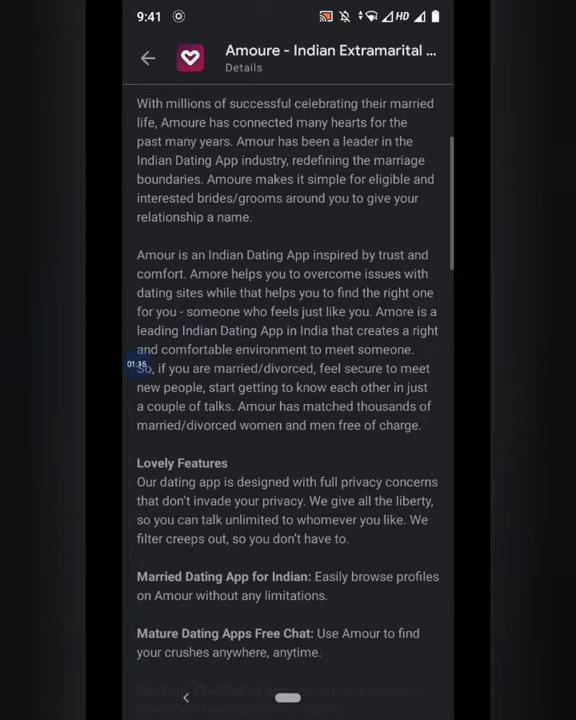 9:41
HD
Amoure - Indian Extramarital ...
Details
With millions of successful celebrating their married
life, Amoure has connected many hearts for the
past many years. Amour has been a leader in the
Indian Dating App industry, redefining the marriage
boundaries. Amoure makes it simple for eligible and
interested brides/grooms around you to give your
relationship a name.
Amour is an Indian Dating App inspired by trust and
comfort. Amore helps you to overcome issues with
dating sites while that helps you to find the right one
for you - someone who feels just like you. Amore is a
leading Indian Dating App in India that creates a right
and comfortable environment to meet someone.
01:15
So, if you are married/divorced, feel secure to meet
new people, start getting to know each other in just
a couple of talks. Amour has matched thousands of
married/divorced women and men free of charge.
Lovely Features
Our dating app is designed with full privacy concerns
that don't invade your privacy. We give all the liberty,
so you can talk unlimited to whomever you like. We
filter creeps out, so you don't have to.
Married Dating App for Indian: Easily browse profiles
on Amour without any limitations.
Mature Dating Apps Free Chat: Use Amour to find
your crushes anywhere, anytime.